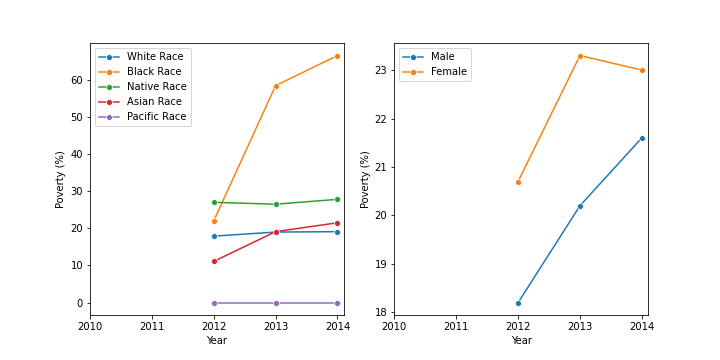 White Race
Black Race
Native Race
Asian Race
Pacific Race
Poverty (%)
60
50
40
30
20
10
0
2010 2011 2012 2013 2014
Year
Male
Female
Poverty (%)
23
22
21
20
19
18
2010 2011 2012 2013 2014
Year